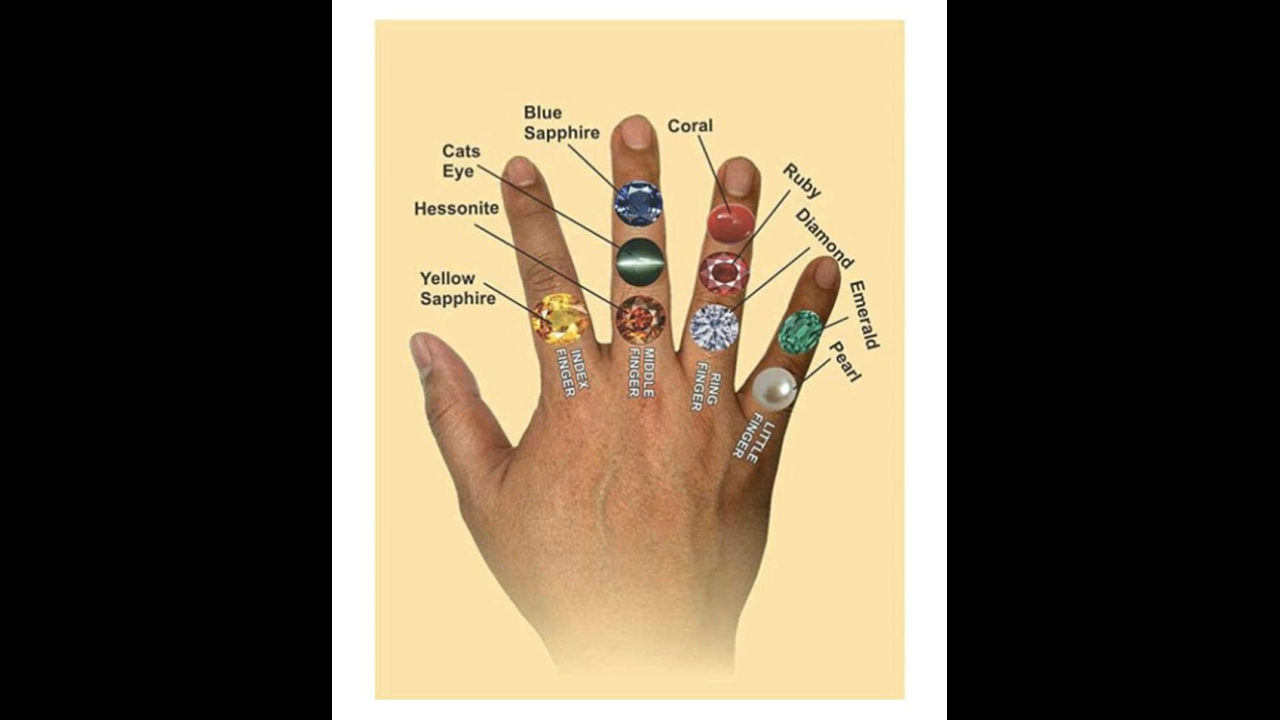 Blue
Sapphire
Coral
Cats
Eye
Ruby
Hessonite
Diamond
Yellow
Sapphire
Emerald
Pearl
INDEX
FINGER
MIDDLE
FINGER
RING
FINGER
LITTLE
FINGER